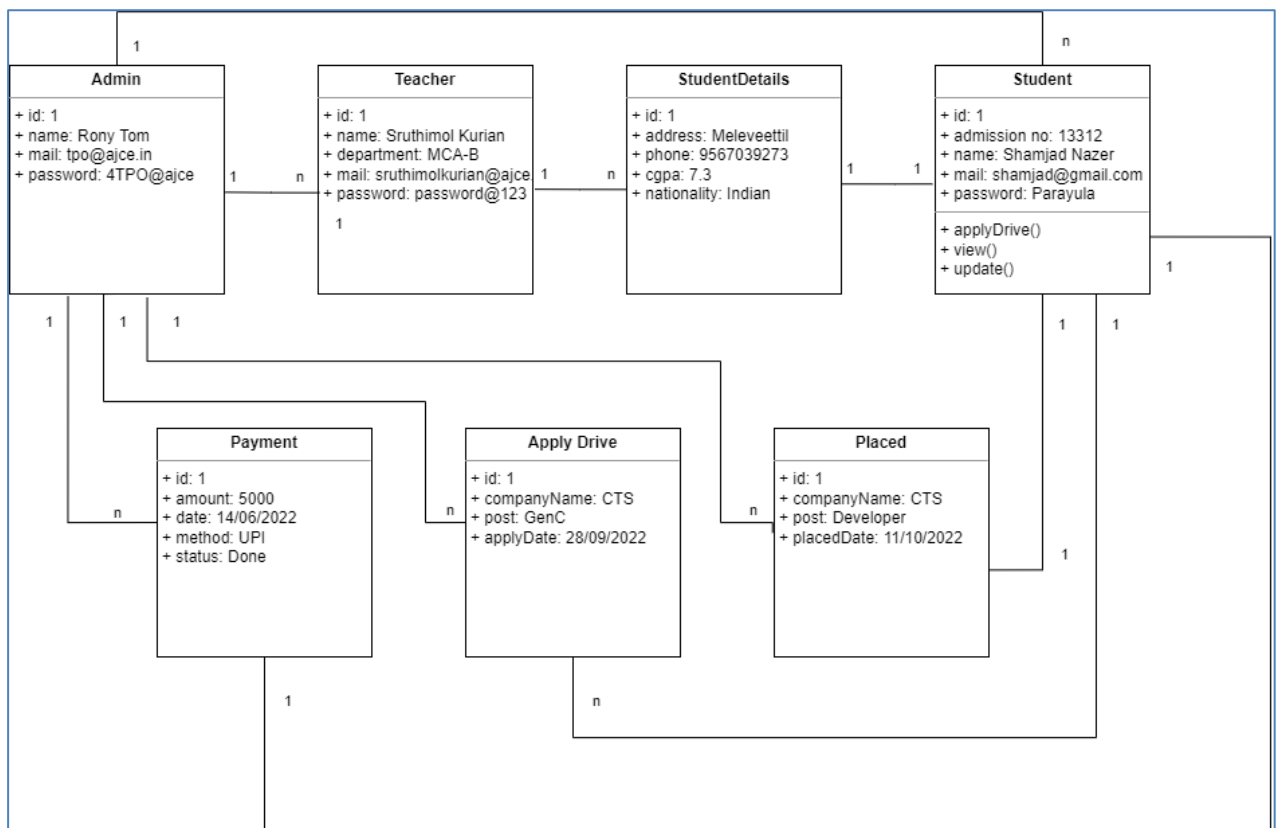 1
n
Admin
+ id: 1
+ name: Rony Tom
+ mail: tpo@ajce.in
+ password: 4TPO@ajce
1
n
Teacher
+ id: 1
+ name: Sruthimol Kurian
+ department: MCA-B
+ mail: sruthimolkurian@ajce.
+ password: password@123
1
1
n
StudentDetails
+ id: 1
+ address: Meleveettil
+ phone: 9567039273
+ cgpa: 7.3
+ nationality: Indian
1
1
Student
+ id: 1
+ admission no: 13312
+ name: Shamjad Nazer
+ mail: shamjad@gmail.com
+ password: Parayula
+ applyDrive()
+ view()
+ update()
1
1
1
1
1
1
n
Payment
+ id: 1
+ amount: 5000
+ date: 14/06/2022
+ method: UPI
+ status: Done
n
Apply Drive
+ id: 1
+ companyName: CTS
+ post: GenC
+ applyDate: 28/09/2022
n
Placed
+ id: 1
+ companyName: CTS
+ post: Developer
+ placedDate: 11/10/2022
1
1
n